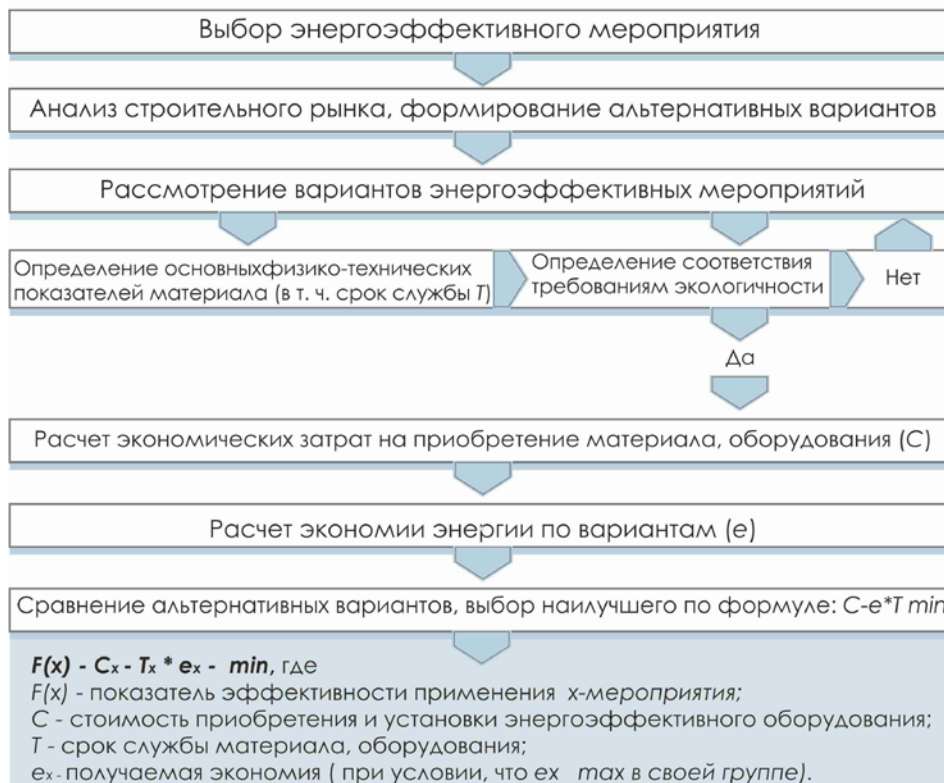 Выбор энергоэффективного мероприятия
Анализ строительного рынка, формирование альтернативных вариантов
Рассмотрение вариантов энергоэффективных мероприятий
Определение основныхфизико-технических
показателей материала (в т. ч. срок службы T)
Определение соответствия
требованиям экологичности
Нет
Да
Расчет экономических затрат на приобретение материала, оборудования (C)
Расчет экономии энергии по вариантам (e)
Сравнение альтернативных вариантов, выбор наилучшего по формуле: C-e*T min
F(x) - Cx - Tx * ex - min, где
F(x) - показатель эффективности применения x-мероприятия;
C - стоимость приобретения и установки энергоэффективного оборудования;
T - срок службы материала, оборудования;
ex - получаемая экономия ( при условии, что ex max в своей группе).